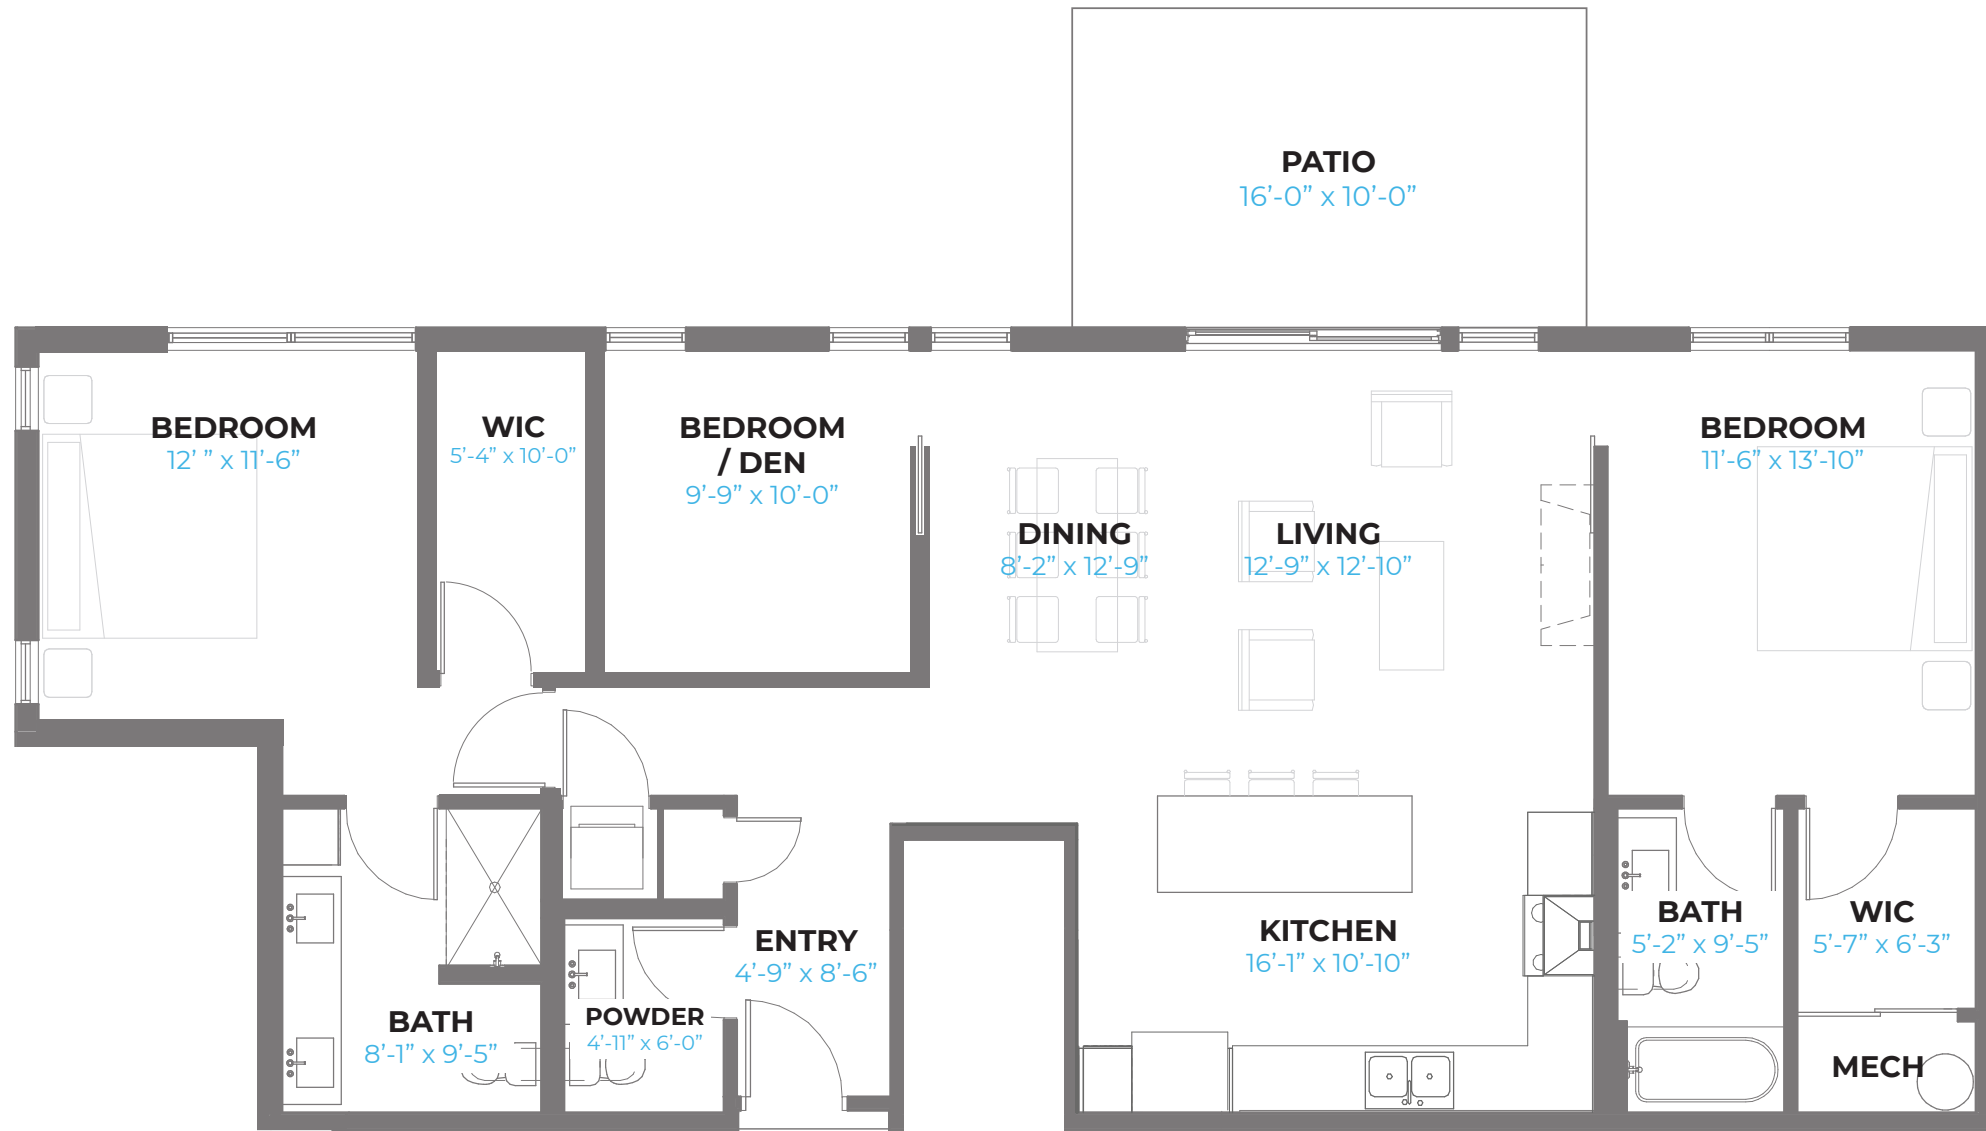 PATIO
16’-0” x 10’-0”
BEDROOM
12’ ” x 11’-6”
WIC
5’-4” x 10’-0”
BEDROOM
/ DEN
9’-9” x 10’-0”
DINING
8’-2” x 12’-9”
LIVING
12’-9” x 12’-10”
BEDROOM
11’-6” x 13’-10”
BATH
8’-1” x 9’-5”
POWDER
4’-11” x 6’-0”
ENTRY
4’-9” x 8’-6”
KITCHEN
16’-1” x 10’-10”
BATH
5’-2” x 9’-5”
WIC
5’-7” x 6’-3”
MECH